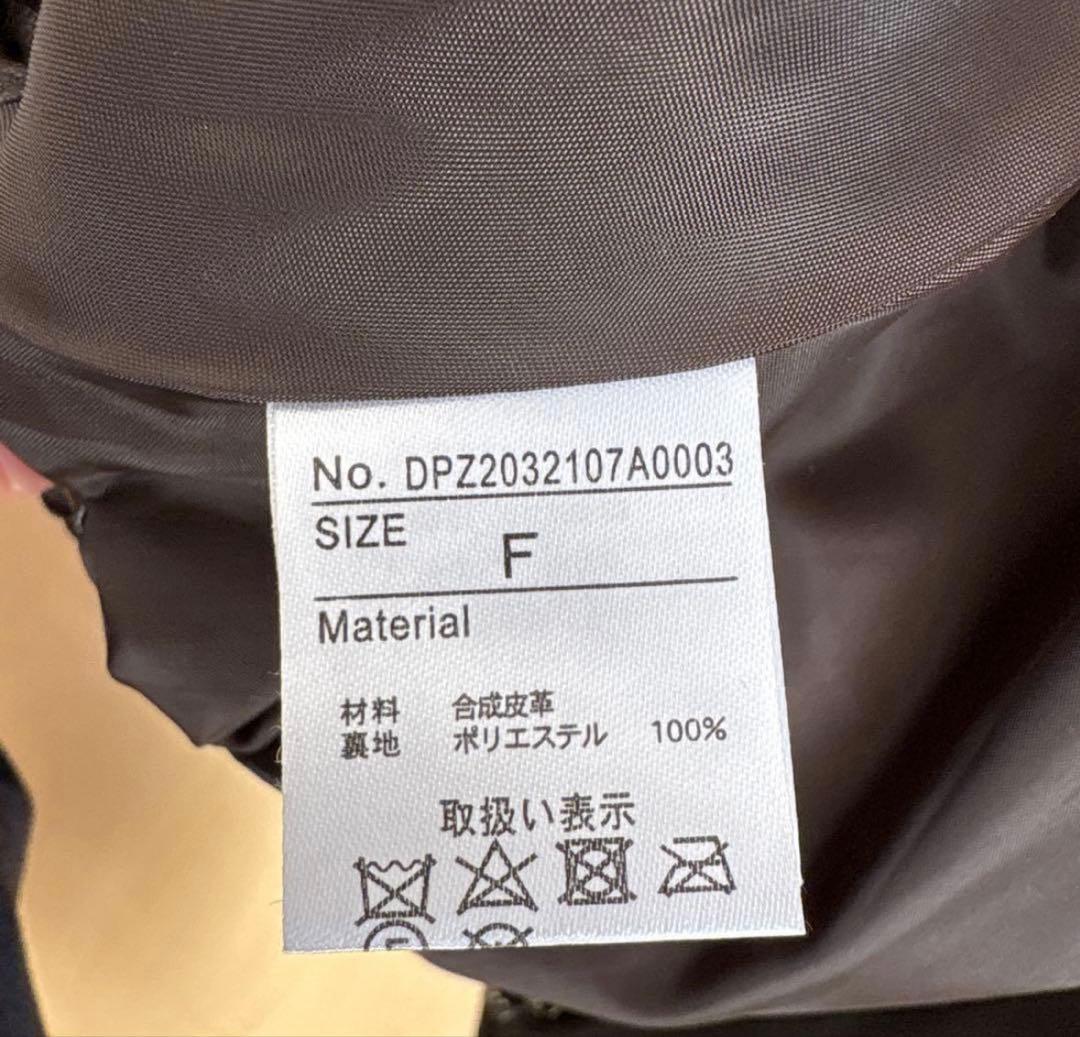 No. DPZ2032107A0003
SIZE
F
Material
材料 合成皮革
裏地 ポリエステル 100%
取扱い表示